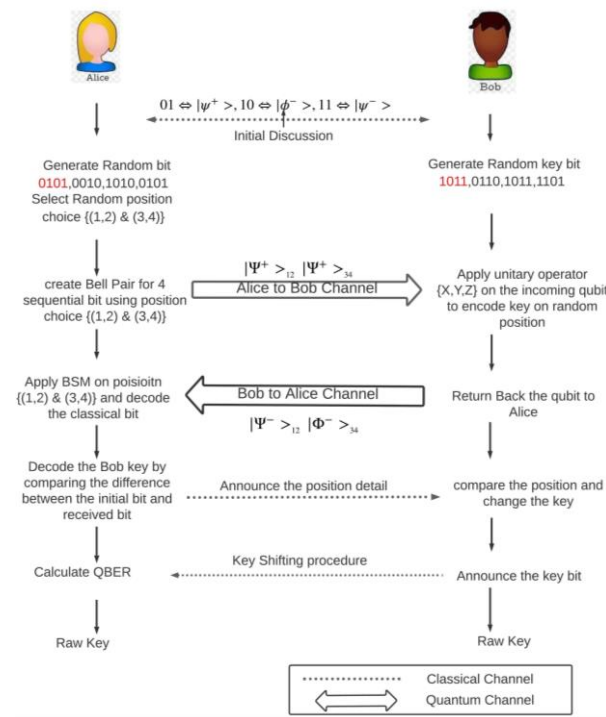 Alice
Bob
01 ⇔ |ψ⁺ >, 10 ⇔ |ϕ⁻ >, 11 ⇔ |ψ⁻ >
Initial Discussion
Generate Random bit
0101,0010,1010,0101
Select Random position
choice {(1,2) & (3,4)}
Generate Random key bit
1011,0110,1011,1101
|Ψ⁺ >₁₂ |Ψ⁺ >₃₄
Alice to Bob Channel
create Bell Pair for 4
sequential bit using position
choice {(1,2) & (3,4)}
Apply unitary operator
{X,Y,Z} on the incoming qubit
to encode key on random
position
Apply BSM on poisioitn
{(1,2) & (3,4)} and decode
the classical bit
Bob to Alice Channel
|Ψ⁻ >₁₂ |Φ⁻ >₃₄
Return Back the qubit to
Alice
Decode the Bob key by
comparing the difference
between the initial bit and
received bit
Announce the position detail
compare the position and
change the key
Key Shifting procedure
Calculate QBER
Announce the key bit
Raw Key
Raw Key
Classical Channel
Quantum Channel